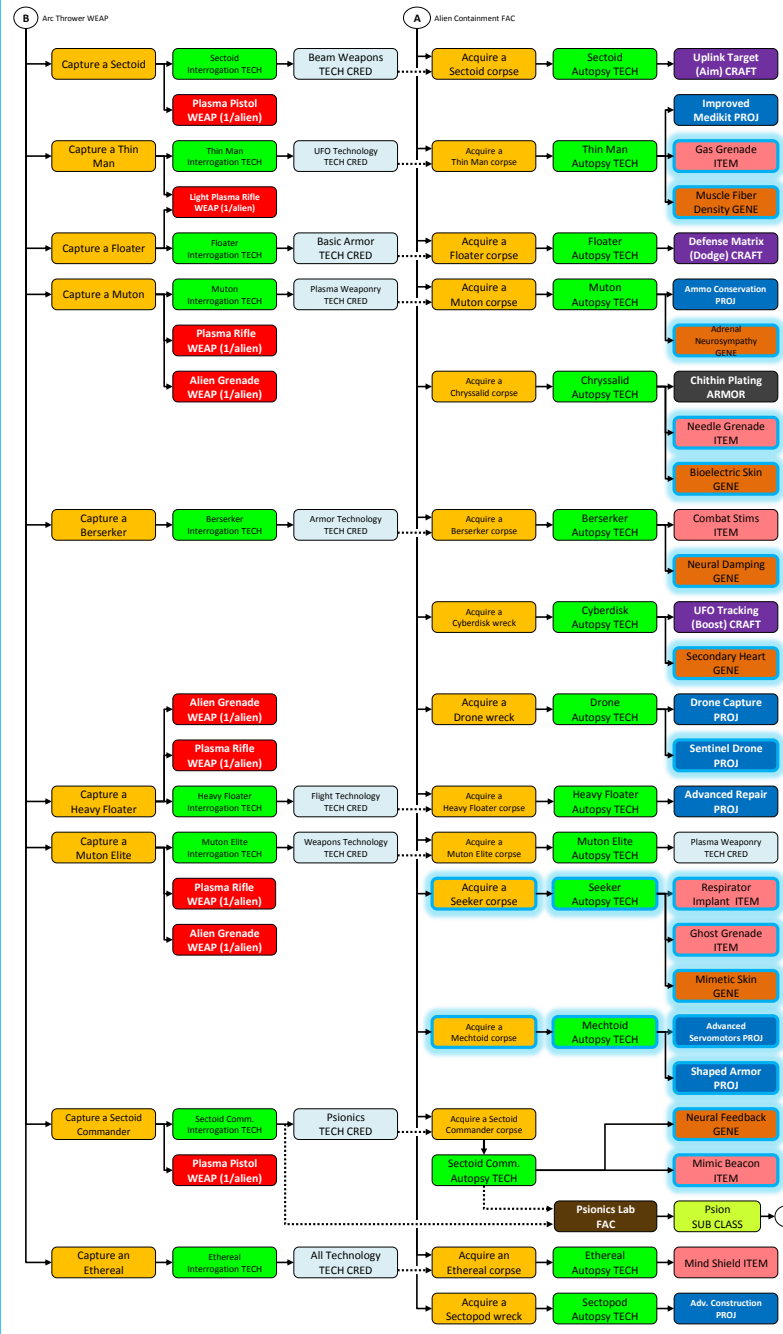 B
Arc Thrower WEAP
A
Alien Containment FAC
Capture a Sectoid
Sectoid
Interrogation TECH
Beam Weapons
TECH CRED
Acquire a
Sectoid corpse
Sectoid
Autopsy TECH
Uplink Target
(Aim) CRAFT
Plasma Pistol
WEAP (1/alien)
Improved
Medikit PROJ
Capture a Thin
Man
Thin Man
Interrogation TECH
UFO Technology
TECH CRED
Acquire a
Thin Man corpse
Thin Man
Autopsy TECH
Gas Grenade
ITEM
Light Plasma Rifle
WEAP (1/alien)
Muscle Fiber
Density GENE
Capture a Floater
Floater
Interrogation TECH
Basic Armor
TECH CRED
Acquire a
Floater corpse
Floater
Autopsy TECH
Defense Matrix
(Dodge) CRAFT
Capture a Muton
Muton
Interrogation TECH
Plasma Weaponry
TECH CRED
Acquire a
Muton corpse
Muton
Autopsy TECH
Ammo Conservation
PROJ
Plasma Rifle
WEAP (1/alien)
Adrenal
Neurosympathy
GENE
Alien Grenade
WEAP (1/alien)
Acquire a
Chryssalid corpse
Chryssalid
Autopsy TECH
Chithin Plating
ARMOR
Needle Grenade
ITEM
Bioelectric Skin
GENE
Capture a
Berserker
Berserker
Interrogation TECH
Armor Technology
TECH CRED
Acquire a
Berserker corpse
Berserker
Autopsy TECH
Combat Stims
ITEM
Neural Damping
GENE
Acquire a
Cyberdisk wreck
Cyberdisk
Autopsy TECH
UFO Tracking
(Boost) CRAFT
Secondary Heart
GENE
Alien Grenade
WEAP (1/alien)
Acquire a
Drone wreck
Drone
Autopsy TECH
Drone Capture
PROJ
Plasma Rifle
WEAP (1/alien)
Sentinel Drone
PROJ
Capture a
Heavy Floater
Heavy Floater
Interrogation TECH
Flight Technology
TECH CRED
Acquire a
Heavy Floater corpse
Heavy Floater
Autopsy TECH
Advanced Repair
PROJ
Capture a
Muton Elite
Muton Elite
Interrogation TECH
Weapons Technology
TECH CRED
Acquire a
Muton Elite corpse
Muton Elite
Autopsy TECH
Plasma Weaponry
TECH CRED
Plasma Rifle
WEAP (1/alien)
Acquire a
Seeker corpse
Seeker
Autopsy TECH
Respirator
Implant ITEM
Alien Grenade
WEAP (1/alien)
Ghost Grenade
ITEM
Mimetic Skin
GENE
Acquire a
Mechtoid corpse
Mechtoid
Autopsy TECH
Advanced
Servomotors PROJ
Shaped Armor
PROJ
Capture a Sectoid
Commander
Sectoid Comm.
Interrogation TECH
Psionics
TECH CRED
Acquire a Sectoid
Commander corpse
Neural Feedback
GENE
Plasma Pistol
WEAP (1/alien)
Sectoid Comm.
Autopsy TECH
Mimic Beacon
ITEM
Psionics Lab
FAC
Psion
SUB CLASS
Capture an
Ethereal
Ethereal
Interrogation TECH
All Technology
TECH CRED
Acquire an
Ethereal corpse
Ethereal
Autopsy TECH
Mind Shield ITEM
Acquire a
Sectopod wreck
Sectopod
Autopsy TECH
Adv. Construction
PROJ